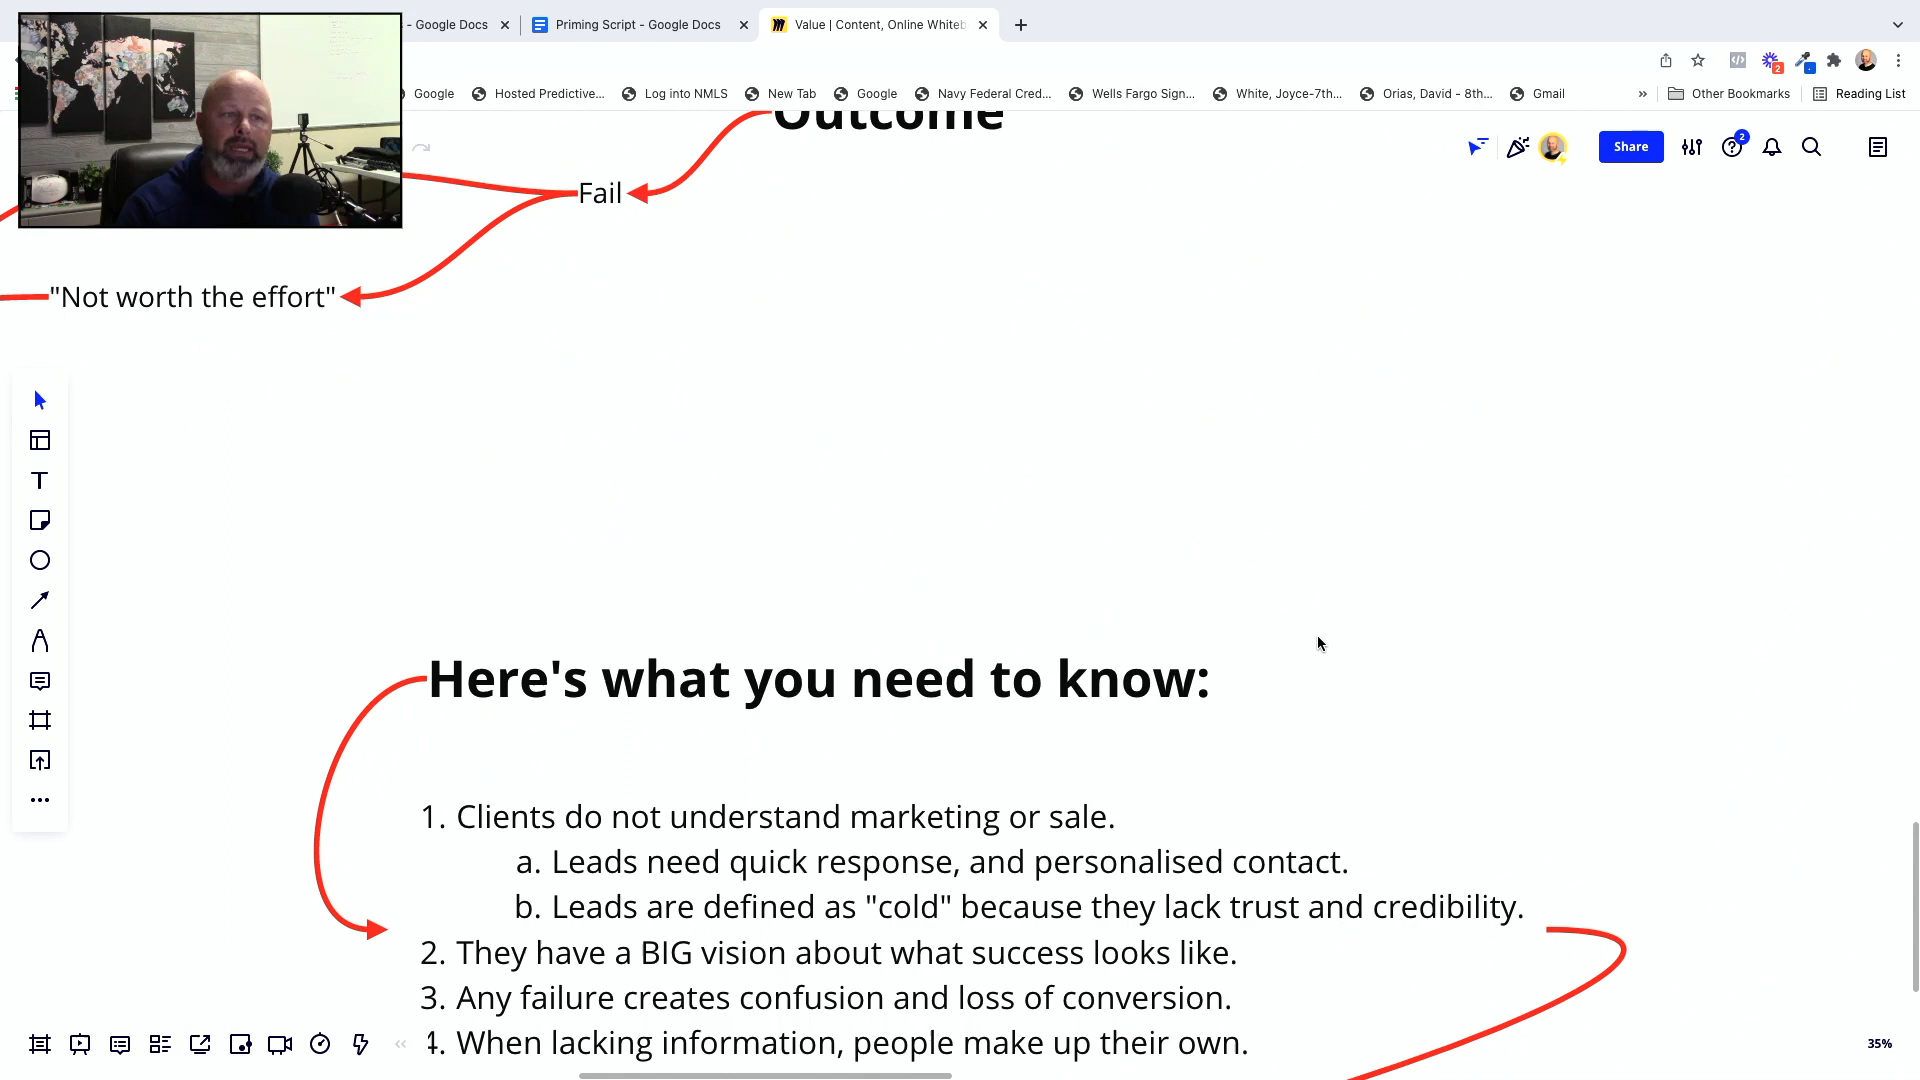 - Google Docs
Priming Script - Google Docs
Value | Content, Online Whiteb
Google
Hosted Predictive...
Log into NMLS
New Tab
Google
Navy Federal Cred...
Wells Fargo Sign...
White, Joyce-7th...
Orias, David - 8th...
Gmail
»
Other Bookmarks
Reading List
2
Outcome
2
Share
Fail
"Not worth the effort"
Here's what you need to know:
1. Clients do not understand marketing or sale.
a. Leads need quick response, and personalised contact.
b. Leads are defined as "cold" because they lack trust and credibility.
2. They have a BIG vision about what success looks like.
3. Any failure creates confusion and loss of conversion.
4. When lacking information, people make up their own.
35%